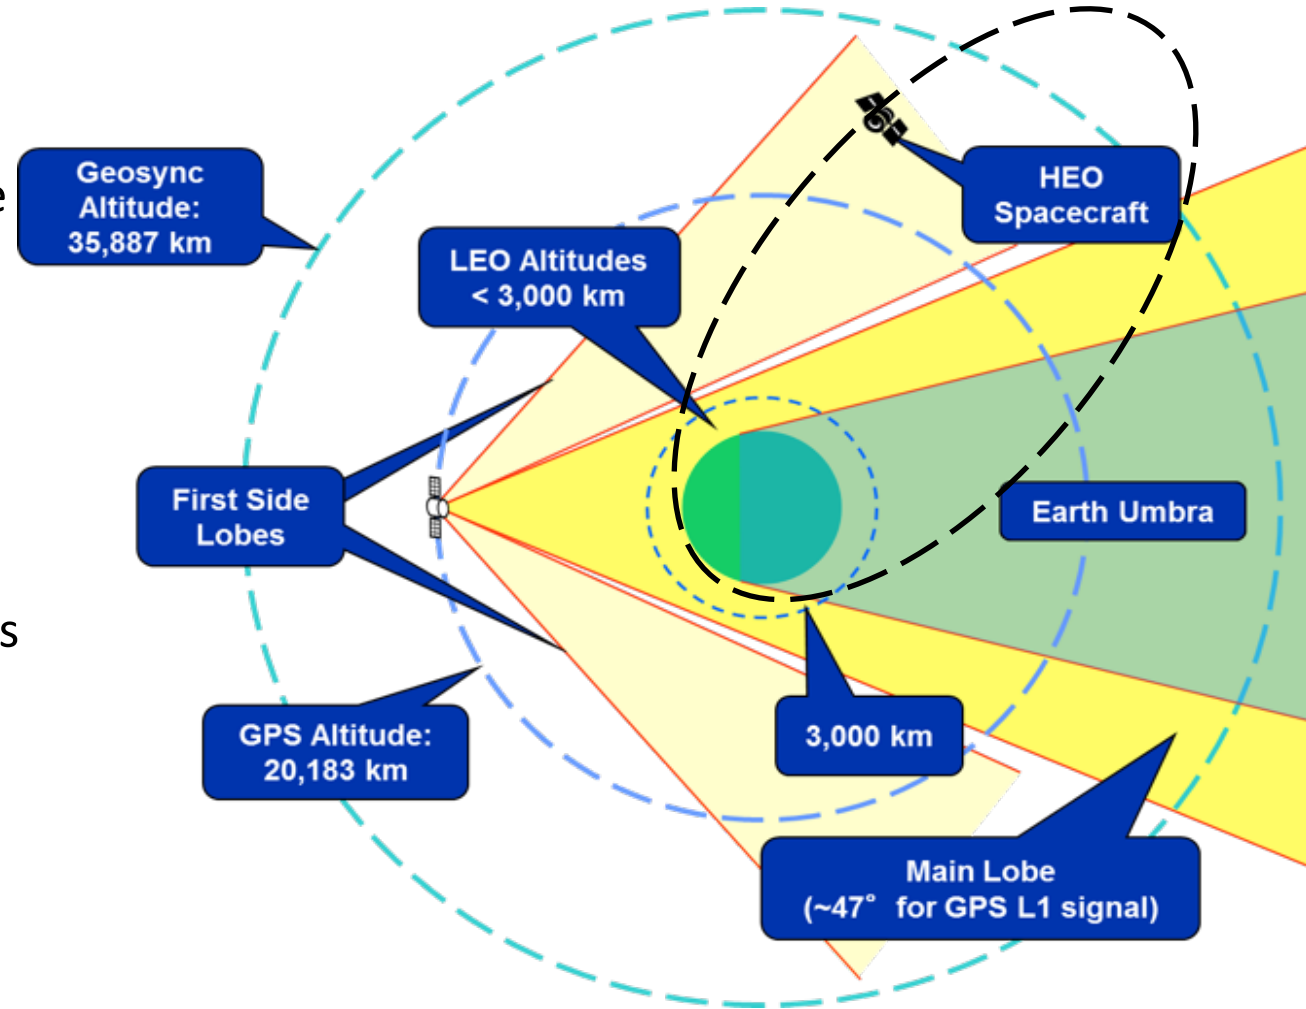 e
Geosync
Altitude:
35,887 km
HEO
Spacecraft
LEO Altitudes
< 3,000 km
First Side
Lobes
Earth Umbra
s
GPS Altitude:
20,183 km
3,000 km
Main Lobe
(~47° for GPS L1 signal)